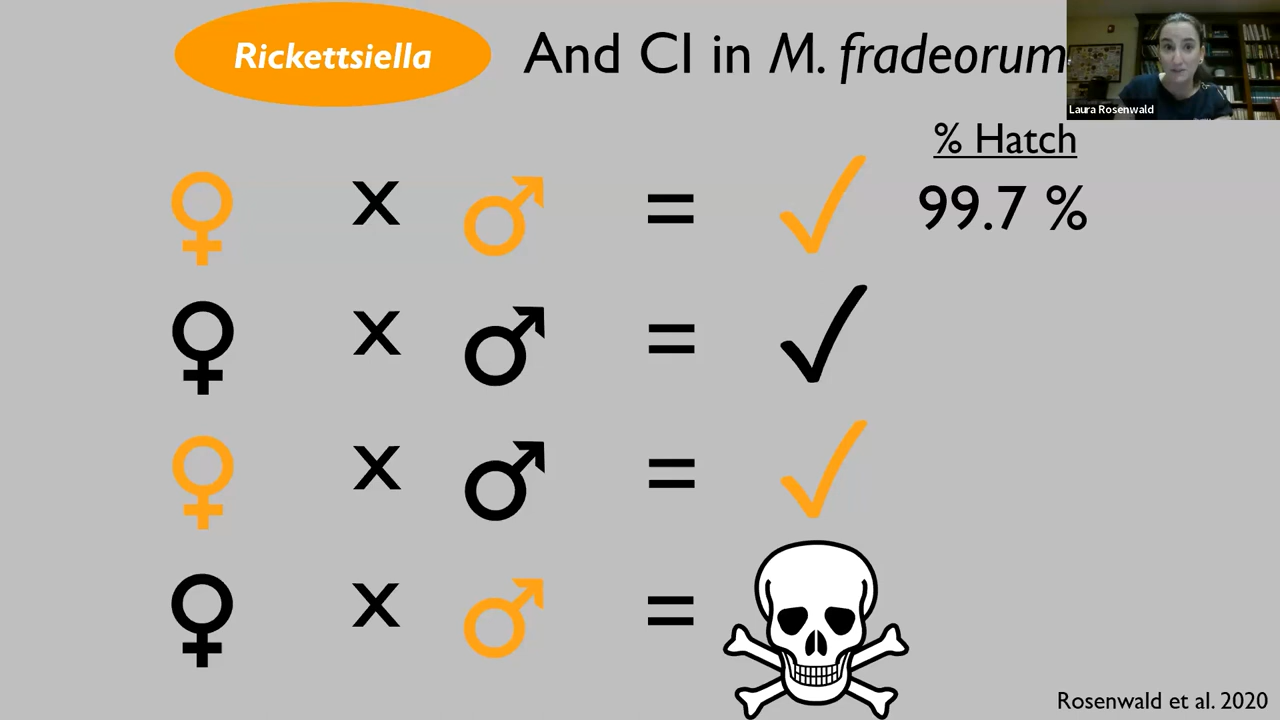 Rickettsiella And CI in M. fradeorum
Laura Rosenwald
% Hatch
x = 99.7 %
x =
x =
x =
Rosenwald et al. 2020